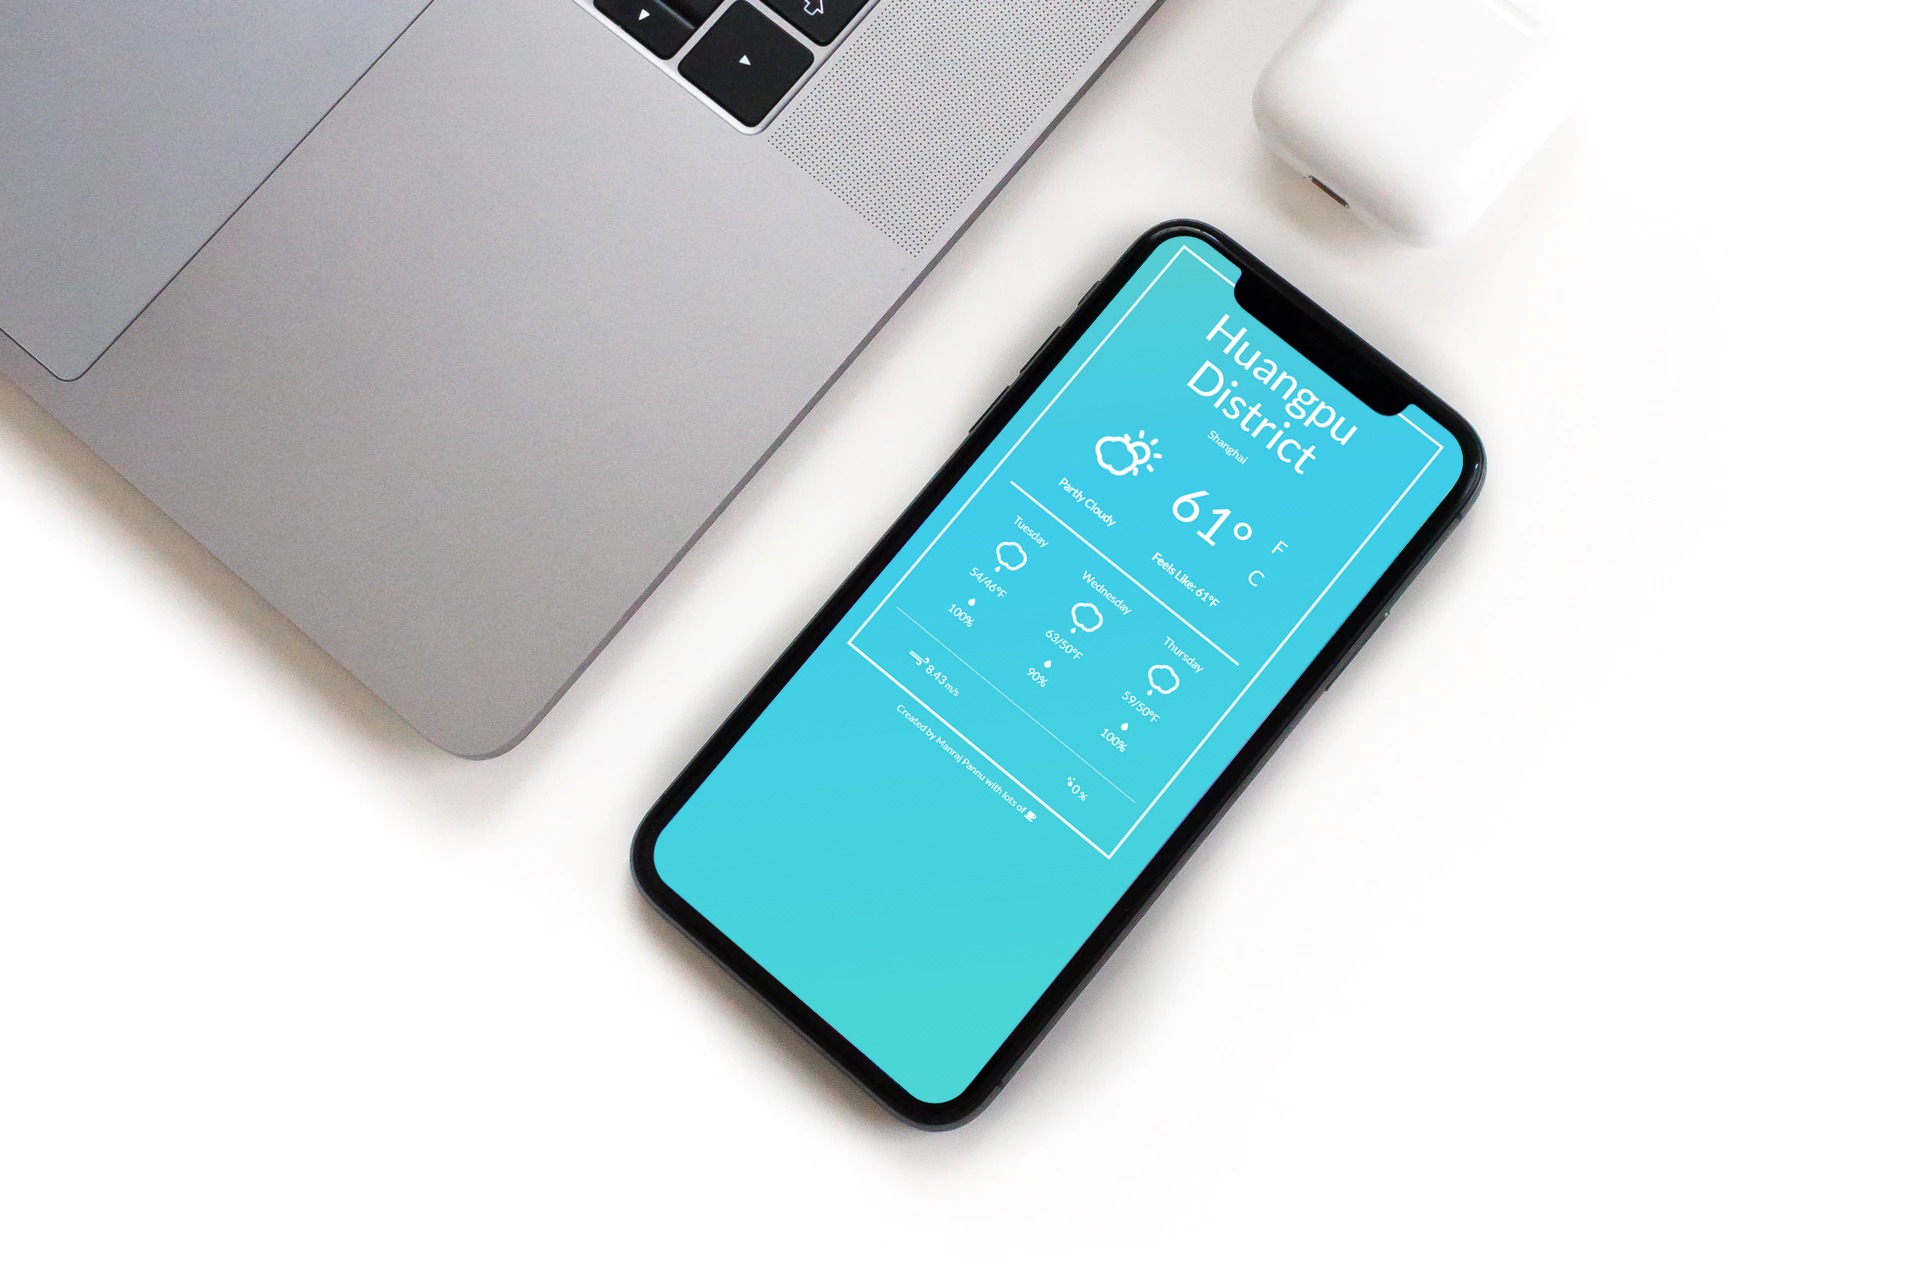 Huangpu
District
Shanghai
Partly Cloudy
61°
F
C
Feels Like: 61°F
Tuesday
54/46°F
100%
Wednesday
63/50°F
90%
Thursday
59/50°F
100%
8.43 m/s
0%
Created by Manraj Pannu with lots of